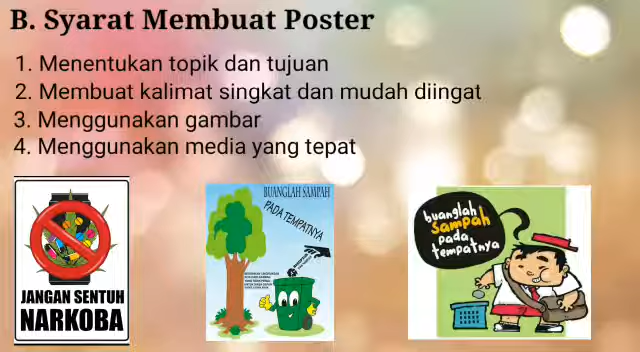 B. Syarat Membuat Poster
1. Menentukan topik dan tujuan
2. Membuat kalimat singkat dan mudah diingat
3. Menggunakan gambar
4. Menggunakan media yang tepat
JANGAN SENTUH
NARKOBA
BUANGLAH SAMPAH
PADA TEMPATNYA
buanglah
sampah
pada
tempatnya